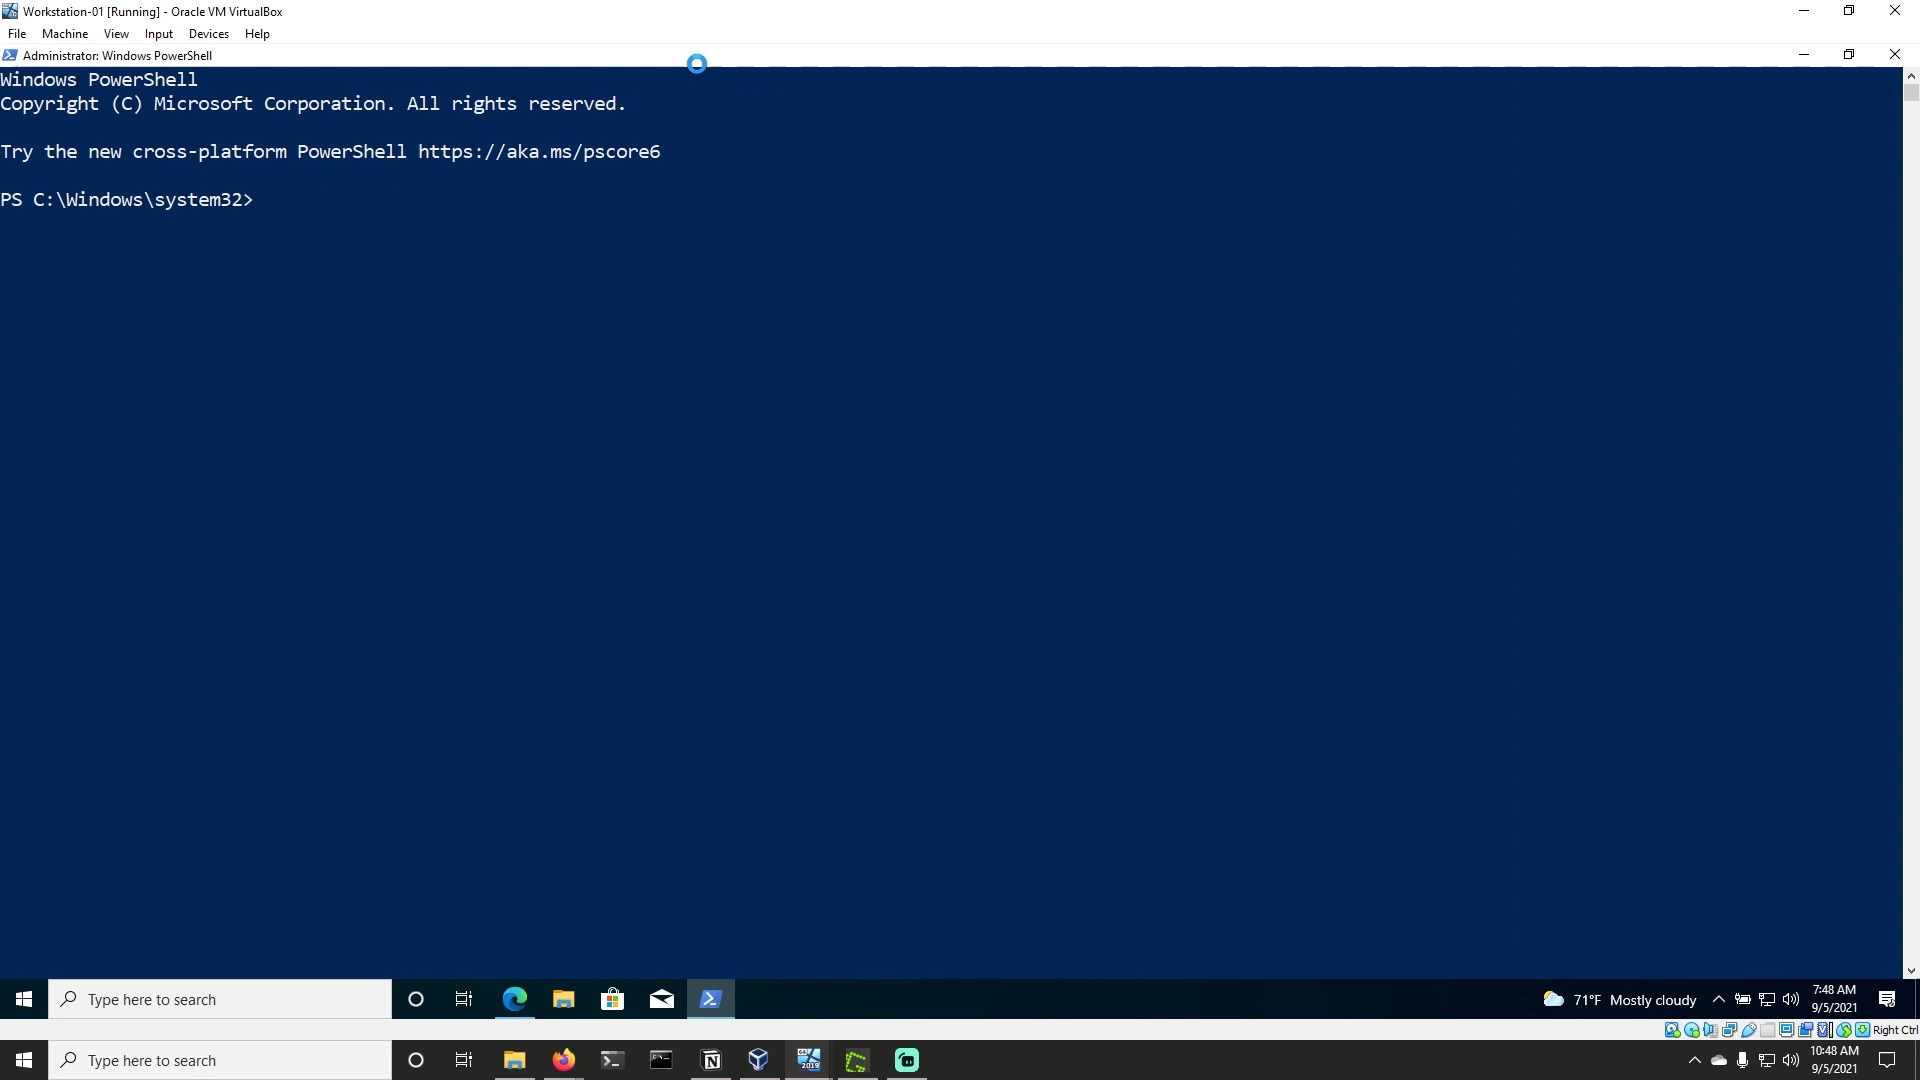 Workstation-01 [Running] - Oracle VM VirtualBox
File Machine View Input Devices Help
Administrator: Windows PowerShell
Windows PowerShell
Copyright (C) Microsoft Corporation. All rights reserved.
Try the new cross-platform PowerShell https://aka.ms/pscore6
PS C:\Windows\system32>
Type here to search
71°F Mostly cloudy
7:48 AM
9/5/2021
Right Ctrl
Type here to search
64
2019
10:48 AM
9/5/2021